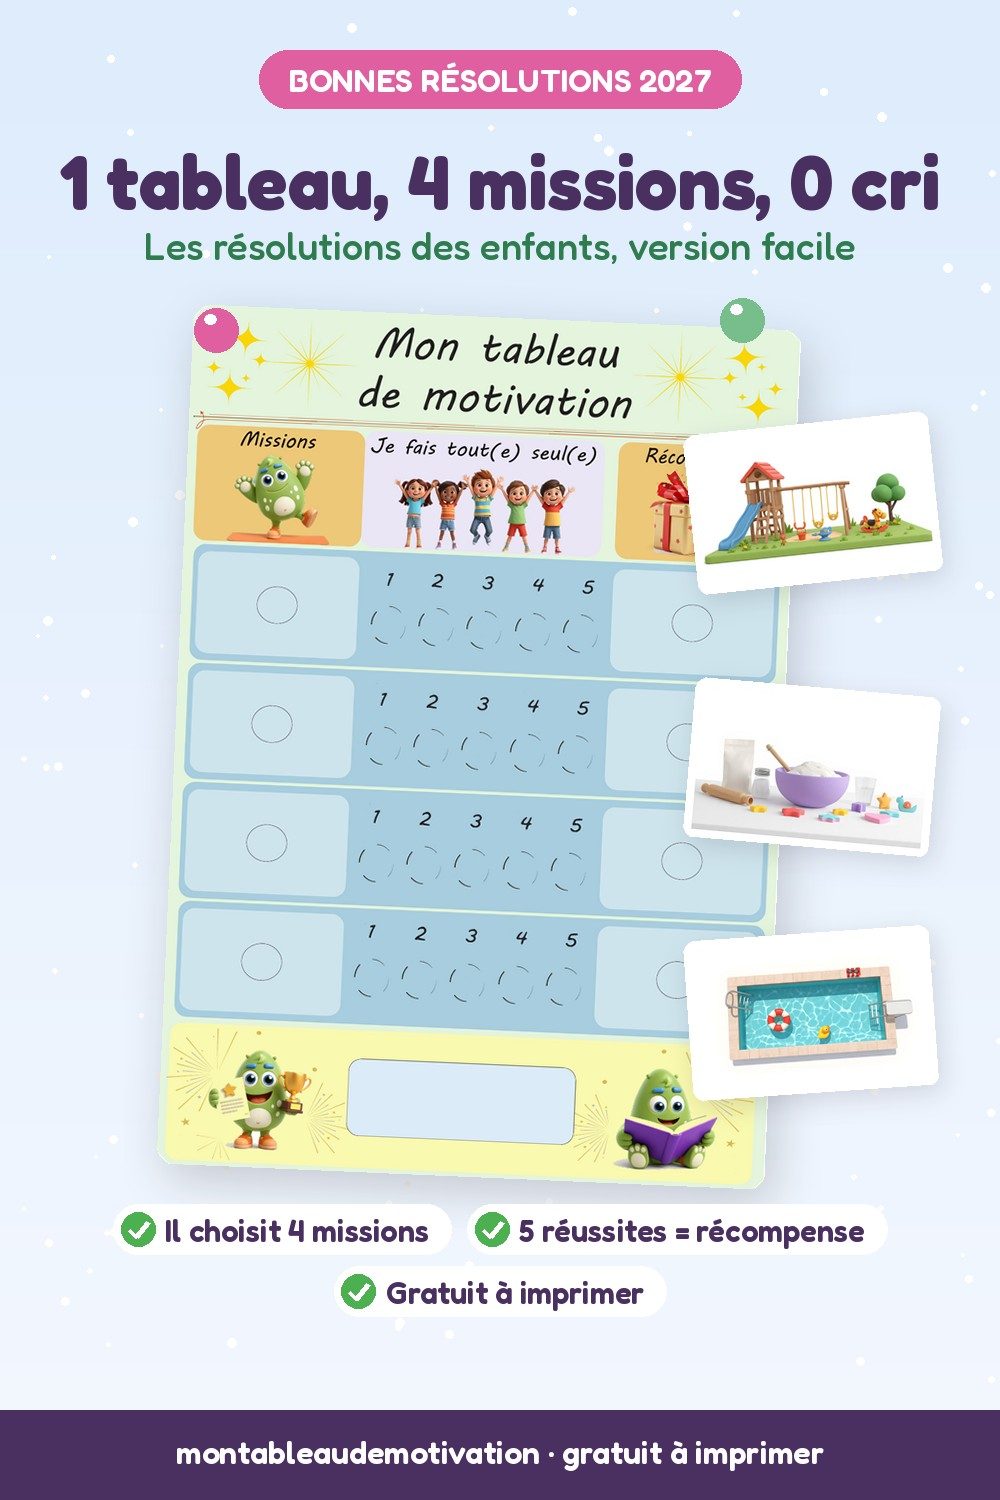 BONNES RÉSOLUTIONS 2027
1 tableau, 4 missions, 0 cri
Les résolutions des enfants, version facile
Mon tableau
de motivation
Missions
Je fais tout(e) seul(e)
Réco
1 2 3 4 5
1 2 3 4 5
1 2 3 4 5
1 2 3 4 5
Il choisit 4 missions
5 réussites = récompense
Gratuit à imprimer
montableaudemotivation · gratuit à imprimer